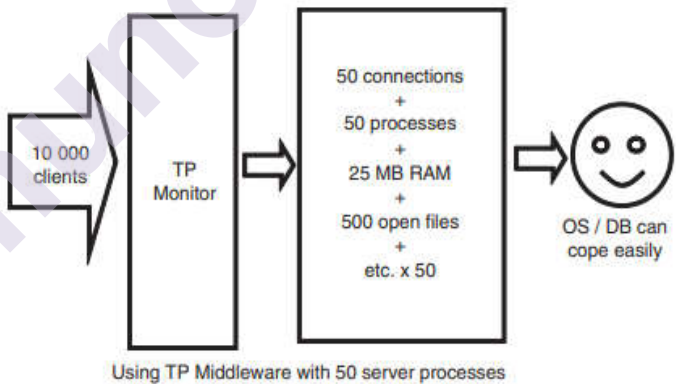 10 000
clients
TP
Monitor
50 connections
+
50 processes
+
25 MB RAM
+
500 open files
+
etc. x 50
OS / DB can
cope easily
Using TP Middleware with 50 server processes